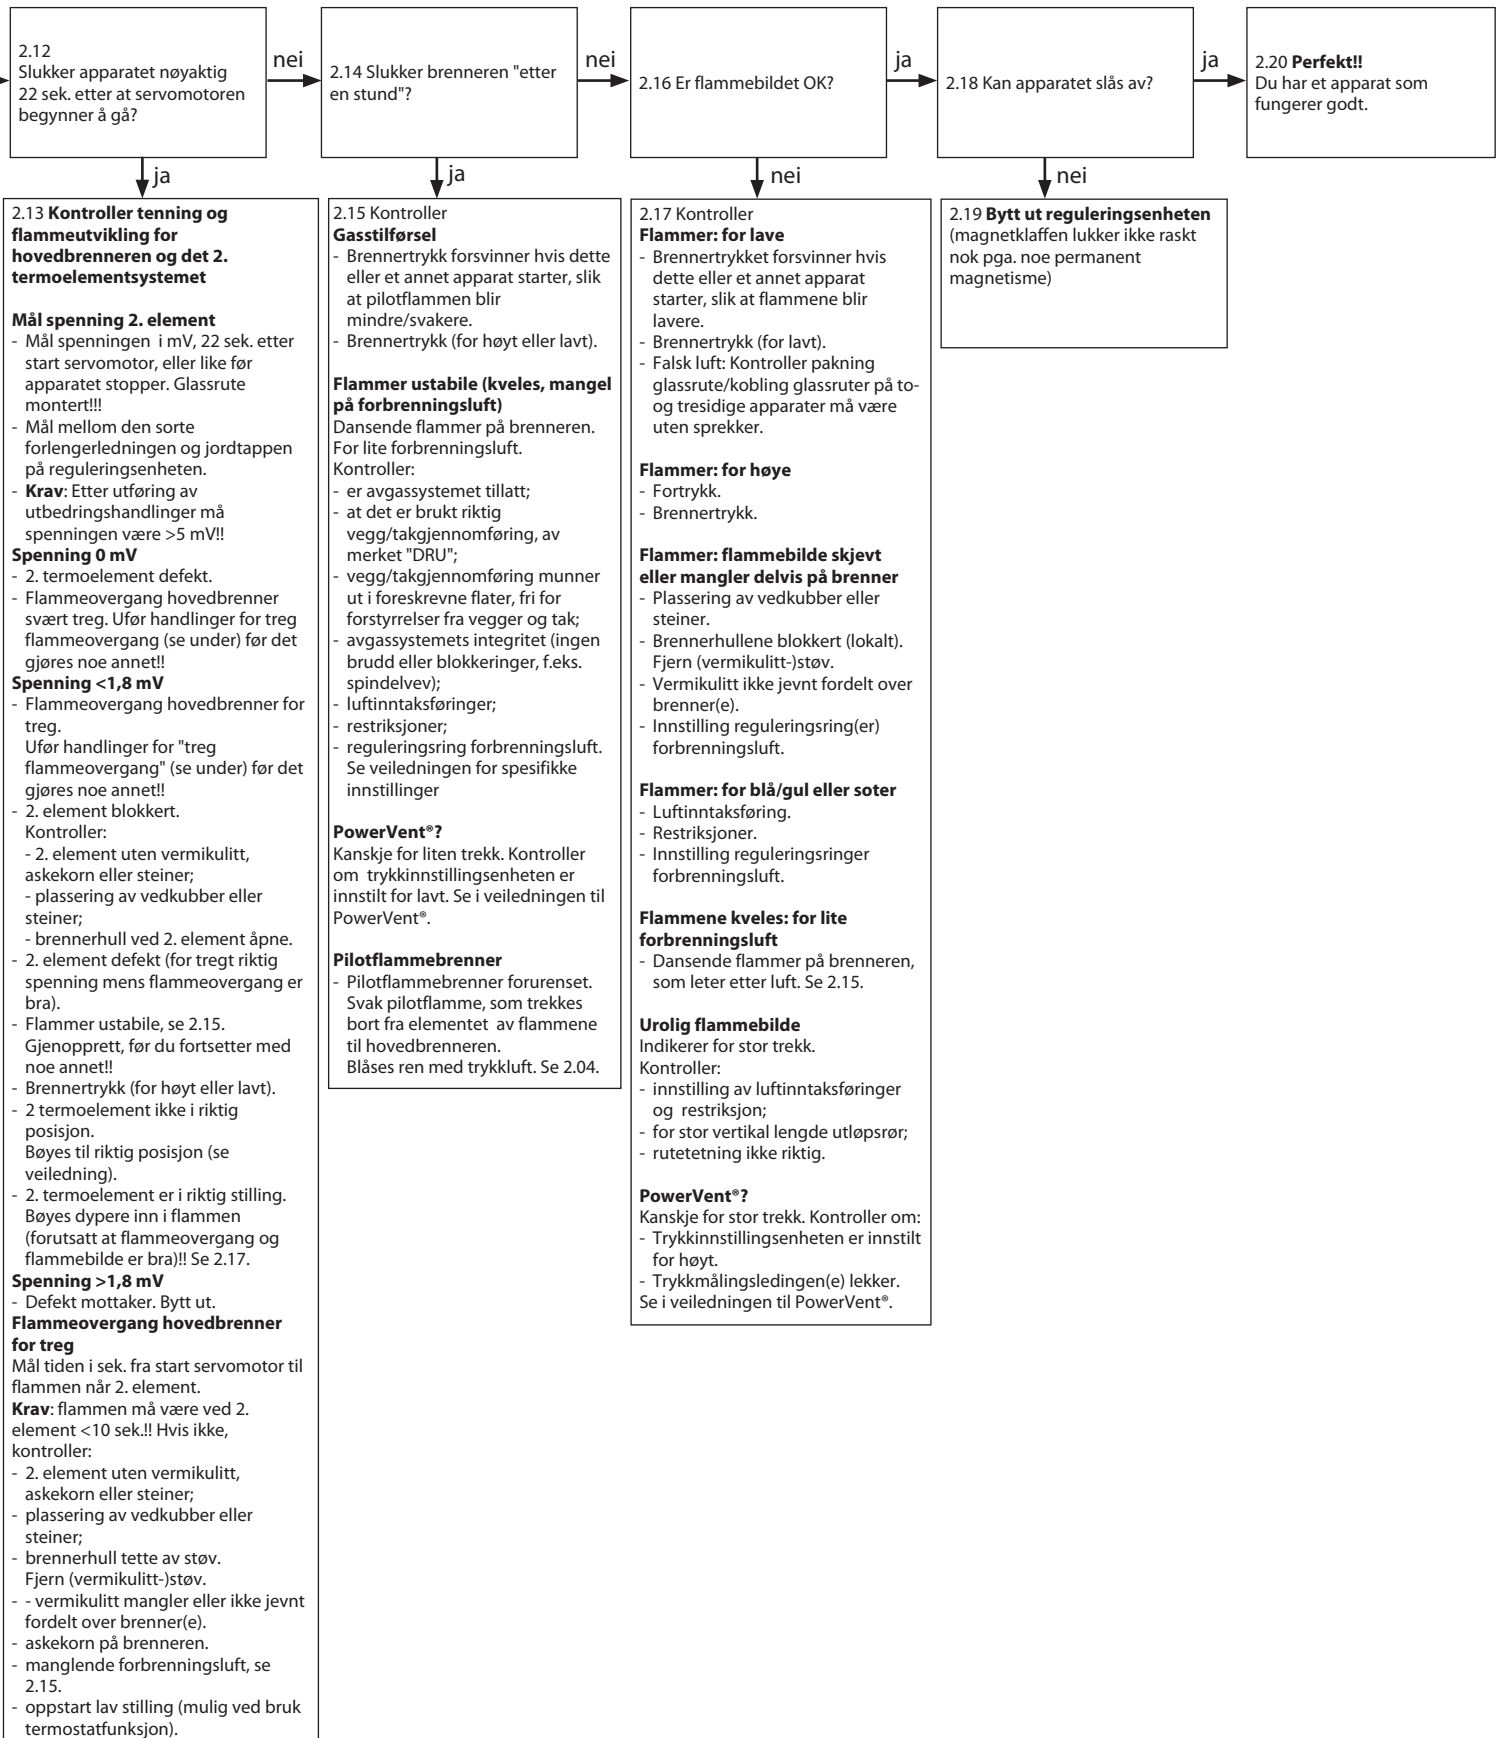 2.12
Slukker apparatet nøyaktig
22 sek. etter at servomotoren
begynner å gå?
nei
2.14 Slukker brenneren "etter
en stund"?
nei
2.16 Er flammebildet OK?
ja
2.18 Kan apparatet slås av?
ja
2.20 Perfekt!!
Du har et apparat som
fungerer godt.
ja
ja
nei
nei
2.13 Kontroller tenning og
flammeutvikling for
hovedbrenneren og det 2.
termoelementsystemet
Mål spenning 2. element
- Mål spenningen i mV, 22 sek. etter
start servomotor, eller like før
apparatet stopper. Glassrute
montert!!!
- Mål mellom den sorte
forlengerledningen og jordtappen
på reguleringsenheten.
- Krav: Etter utføring av
utbedringshandlinger må
spenningen være >5 mV!!
Spenning 0 mV
- 2. termoelement defekt.
- Flammeovergang hovedbrenner
svært treg. Ufør handlinger for treg
flammeovergang (se under) før det
gjøres noe annet!!
Spenning <1,8 mV
- Flammeovergang hovedbrenner for
treg.
Ufør handlinger for "treg
flammeovergang" (se under) før det
gjøres noe annet!!
- 2. element blokkert.
Kontroller:
- 2. element uten vermikulitt,
askekorn eller steiner;
- plassering av vedkubber eller
steiner;
- brennerhull ved 2. element åpne.
- 2. element defekt (for tregt riktig
spenning mens flammeovergang er
bra).
- Flammer ustabile, se 2.15.
Gjenopprett, før du fortsetter med
noe annet!!
- Brennertrykk (for høyt eller lavt).
- 2 termoelement ikke i riktig
posisjon.
Bøyes til riktig posisjon (se
veiledning).
- 2. termoelement er i riktig stilling.
Bøyes dypere inn i flammen
(forutsatt at flammeovergang og
flammebilde er bra)!! Se 2.17.
Spenning >1,8 mV
- Defekt mottaker. Bytt ut.
Flammeovergang hovedbrenner
for treg
Mål tiden i sek. fra start servomotor til
flammen når 2. element.
Krav: flammen må være ved 2.
element <10 sek.!! Hvis ikke,
kontroller:
- 2. element uten vermikulitt,
askekorn eller steiner;
- plassering av vedkubber eller
steiner;
- brennerhull tette av støv.
Fjern (vermikulitt-)støv.
- - vermikulitt mangler eller ikke jevnt
fordelt over brenner(e).
- askekorn på brenneren.
- manglende forbrenningsluft, se
2.15.
- oppstart lav stilling (mulig ved bruk
termostatfunksjon).
2.15 Kontroller
Gasstilførsel
- Brennertrykk forsvinner hvis dette
eller et annet apparat starter, slik
at pilotflammen blir
mindre/svakere.
- Brennertrykk (for høyt eller lavt).
Flammer ustabile (kveles, mangel
på forbrenningsluft)
Dansende flammer på brenneren.
For lite forbrenningsluft.
Kontroller:
- er avgassystemet tillatt;
- at det er brukt riktig
vegg/takgjennomføring, av
merket "DRU";
- vegg/takgjennomføring munner
ut i foreskrevne flater, fri for
forstyrrelser fra vegger og tak;
- avgassystemets integritet (ingen
brudd eller blokkeringer, f.eks.
spindelvev);
- luftinntaksføringer;
- restriksjoner;
- reguleringsring forbrenningsluft.
Se veiledningen for spesifikke
innstillinger
PowerVent®?
Kanskje for liten trekk. Kontroller
om trykkinnstillingsenheten er
innstilt for lavt. Se i veiledningen til
PowerVent®.
Pilotflammebrenner
- Pilotflammebrenner forurenset.
Svak pilotflamme, som trekkes
bort fra elementet av flammene
til hovedbrenneren.
Blåses ren med trykkluft. Se 2.04.
2.17 Kontroller
Flammer: for lave
- Brennertrykket forsvinner hvis
dette eller et annet apparat
starter, slik at flammene blir
lavere.
- Brennertrykk (for lavt).
- Falsk luft: Kontroller pakning
glassrute/kobling glassruter på to-
og tresidige apparater må være
uten sprekker.
Flammer: for høye
- Fortrykk.
- Brennertrykk.
Flammer: flammebilde skjevt
eller mangler delvis på brenner
- Plassering av vedkubber eller
steiner.
- Brennerhullene blokkert (lokalt).
Fjern (vermikulitt-)støv.
- Vermikulitt ikke jevnt fordelt over
brenner(e).
- Innstilling reguleringsring(er)
forbrenningsluft.
Flammer: for blå/gul eller soter
- Luftinntaksføring.
- Restriksjoner.
- Innstilling reguleringsringer
forbrenningsluft.
Flammene kveles: for lite
forbrenningsluft
- Dansende flammer på brenneren,
som leter etter luft. Se 2.15.
Urolig flammebilde
Indikerer for stor trekk.
Kontroller:
- innstilling av luftinntaksføringer
og restriksjon;
- for stor vertikal lengde utløpsrør;
- rutetetning ikke riktig.
PowerVent®?
Kanskje for stor trekk. Kontroller om:
- Trykkinnstillingsenheten er innstilt
for høyt.
- Trykkmålingsledingen(e) lekker.
Se i veiledningen til PowerVent®.
2.19 Bytt ut reguleringsenheten
(magnetklaffen lukker ikke raskt
nok pga. noe permanent
magnetisme)